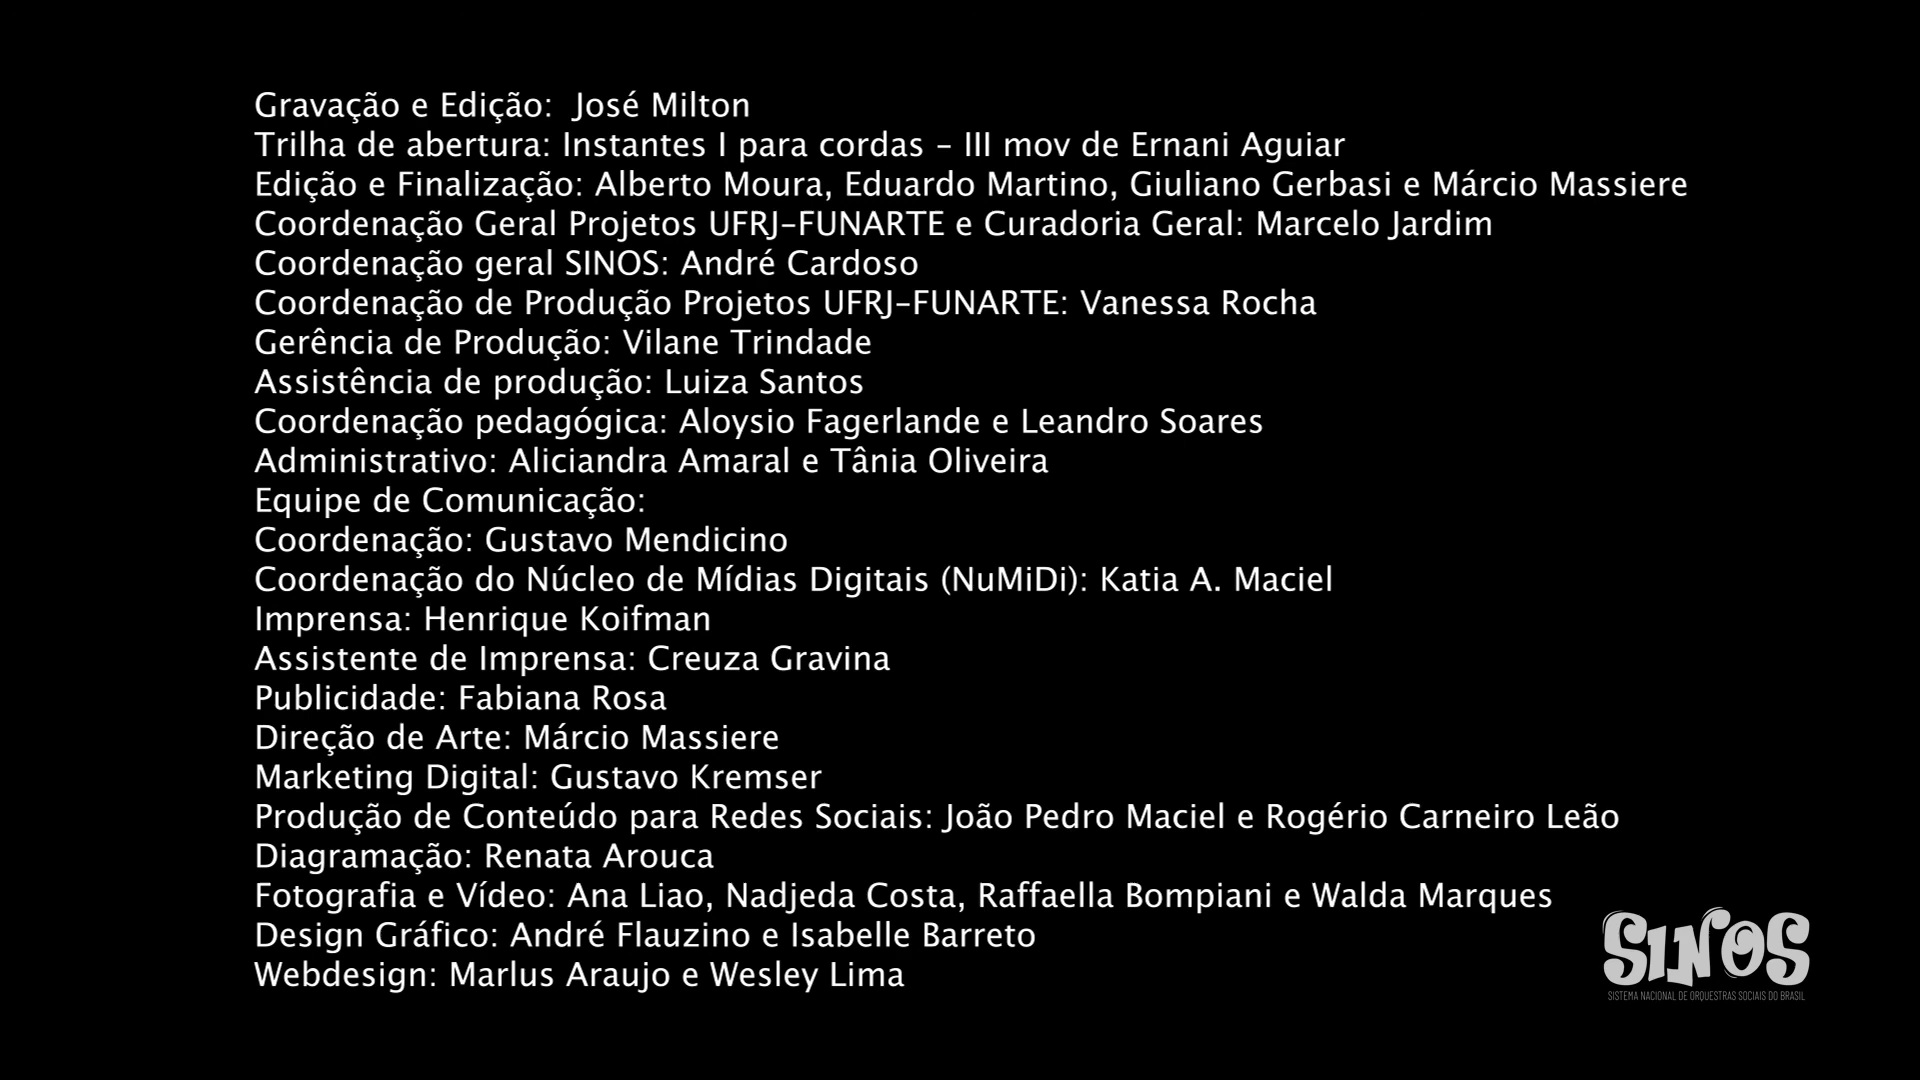 Gravação e Edição:  José Milton
Trilha de abertura: Instantes I para cordas – III mov de Ernani Aguiar
Edição e Finalização: Alberto Moura, Eduardo Martino, Giuliano Gerbasi e Márcio Massiere
Coordenação Geral Projetos UFRJ–FUNARTE e Curadoria Geral: Marcelo Jardim
Coordenação geral SINOS: André Cardoso
Coordenação de Produção Projetos UFRJ–FUNARTE: Vanessa Rocha
Gerência de Produção: Vilane Trindade
Assistência de produção: Luiza Santos
Coordenação pedagógica: Aloysio Fagerlande e Leandro Soares
Administrativo: Aliciandra Amaral e Tânia Oliveira
Equipe de Comunicação:
Coordenação: Gustavo Mendicino
Coordenação do Núcleo de Mídias Digitais (NuMiDi): Katia A. Maciel
Imprensa: Henrique Koifman
Assistente de Imprensa: Creuza Gravina
Publicidade: Fabiana Rosa
Direção de Arte: Márcio Massiere
Marketing Digital: Gustavo Kremser
Produção de Conteúdo para Redes Sociais: João Pedro Maciel e Rogério Carneiro Leão
Diagramação: Renata Arouca
Fotografia e Vídeo: Ana Liao, Nadjeda Costa, Raffaella Bompiani e Walda Marques
Design Gráfico: André Flauzino e Isabelle Barreto
Webdesign: Marlus Araujo e Wesley Lima
SINOS
SISTEMA NACIONAL DE ORQUESTRAS SOCIAIS DO BRASIL